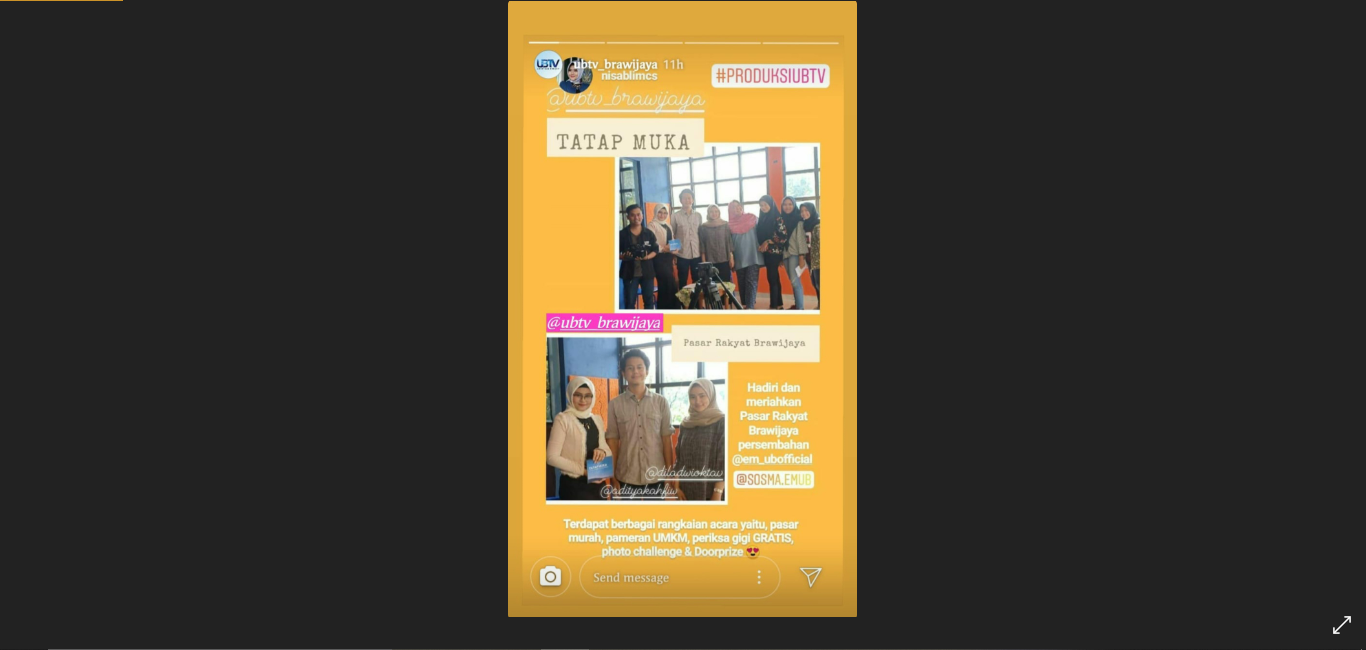 UBTV
ubtv_brawijaya 11h
nisablimcs
#PRODUKSIUBTV
@ubtv_brawijaya
TATAP MUKA
@ubtv_brawijaya
Pasar Rakyat Brawijaya
Hadiri dan
meriahkan
Pasar Rakyat
Brawijaya
persembahan
@em_ubofficial
@SOSMA.EMUB
@diladwioktav
Terdapat berbagai rangkaian acara yaitu, pasar
murah, pameran UMKM, periksa gigi GRATIS,
photo challenge & Doorprize 😍
Send message